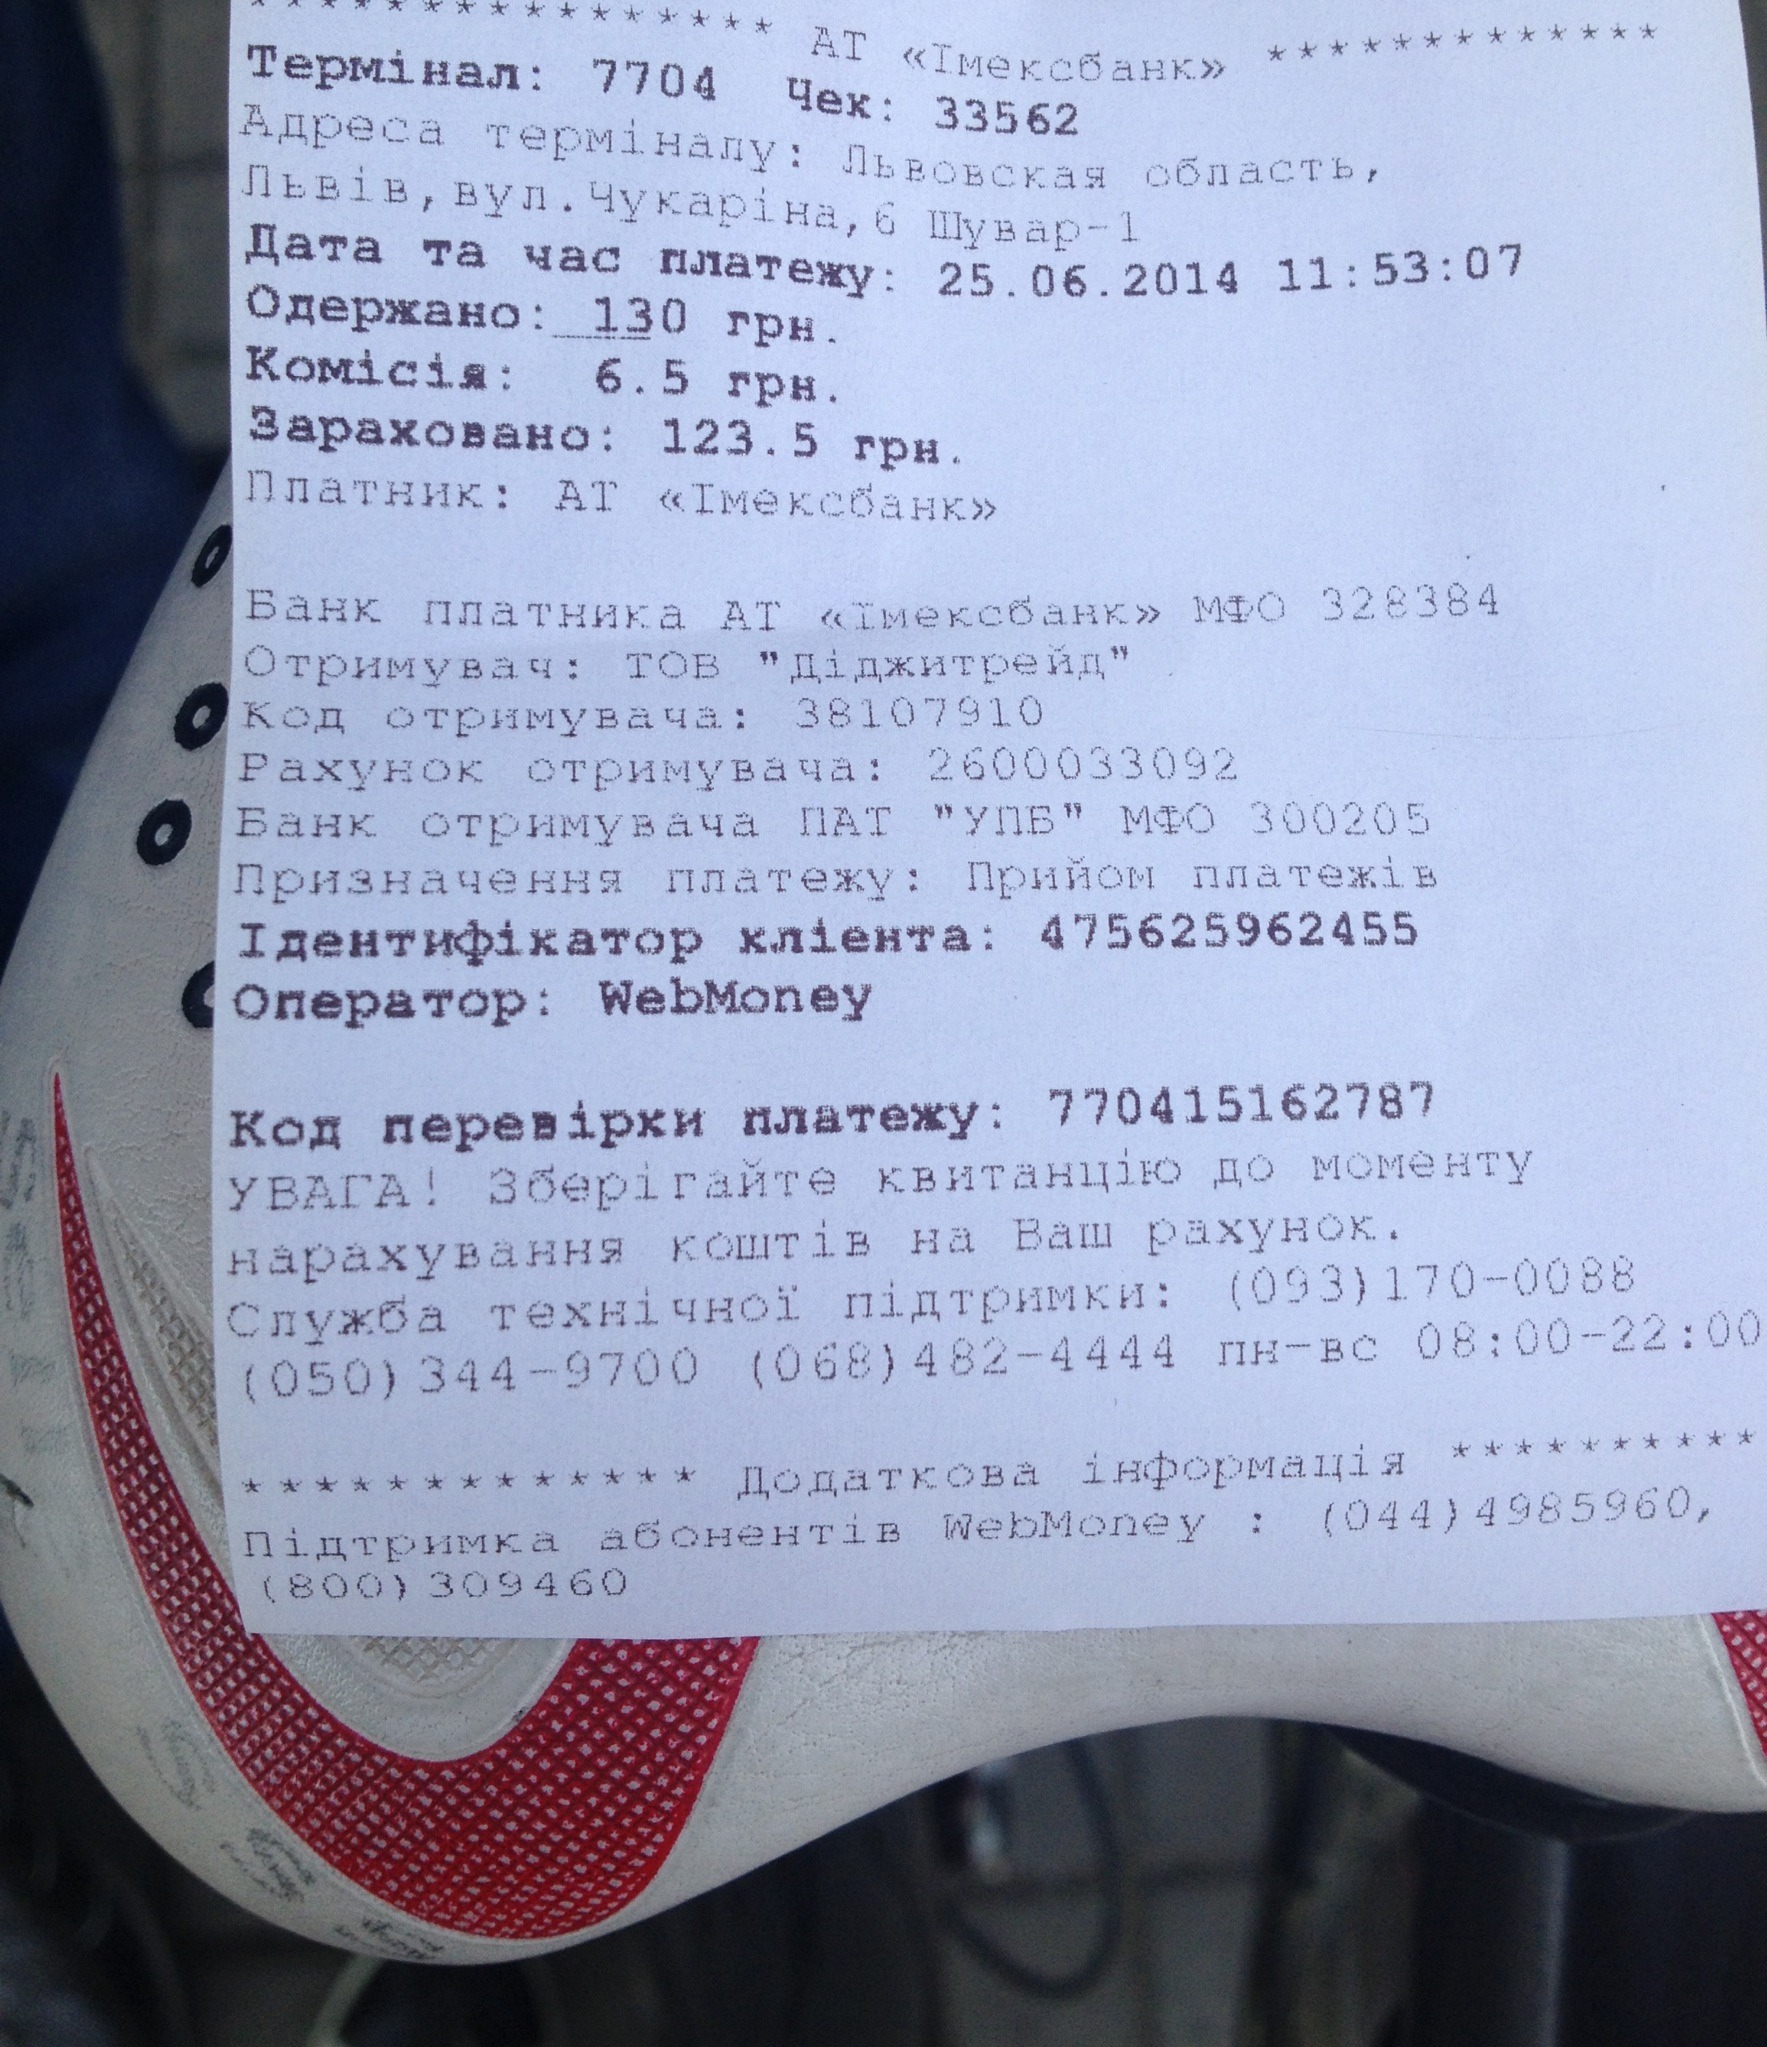 **************** АТ «Імексбанк» *************
Термінал: 7704 Чек: 33562
Адреса терміналу: Львовская область,
Львів,вул.Чукаріна,6 Шувар-1
Дата та час платежу: 25.06.2014 11:53:07
Одержано: 130 грн.
Комісія: 6.5 грн.
Зараховано: 123.5 грн.
Платник: АТ «Імексбанк»
Банк платника АТ «Імексбанк» МФО 328384
Отримувач: ТОВ "Діджитрейд"
Код отримувача: 38107910
Рахунок отримувача: 2600033092
Банк отримувача ПАТ "УПБ" МФО 300205
Призначення платежу: Прийом платежів
Ідентифікатор клієнта: 475625962455
Оператор: WebMoney
Код перевірки платежу: 770415162787
УВАГА! Зберігайте квитанцію до моменту
нарахування коштів на Ваш рахунок.
Служба технічної підтримки: (093)170-0088
(050)344-9700 (068)482-4444 пн-вс 08:00-22:00
************* Додаткова інформація **********
Підтримка абонентів WebMoney : (044)4985960,
(800)309460